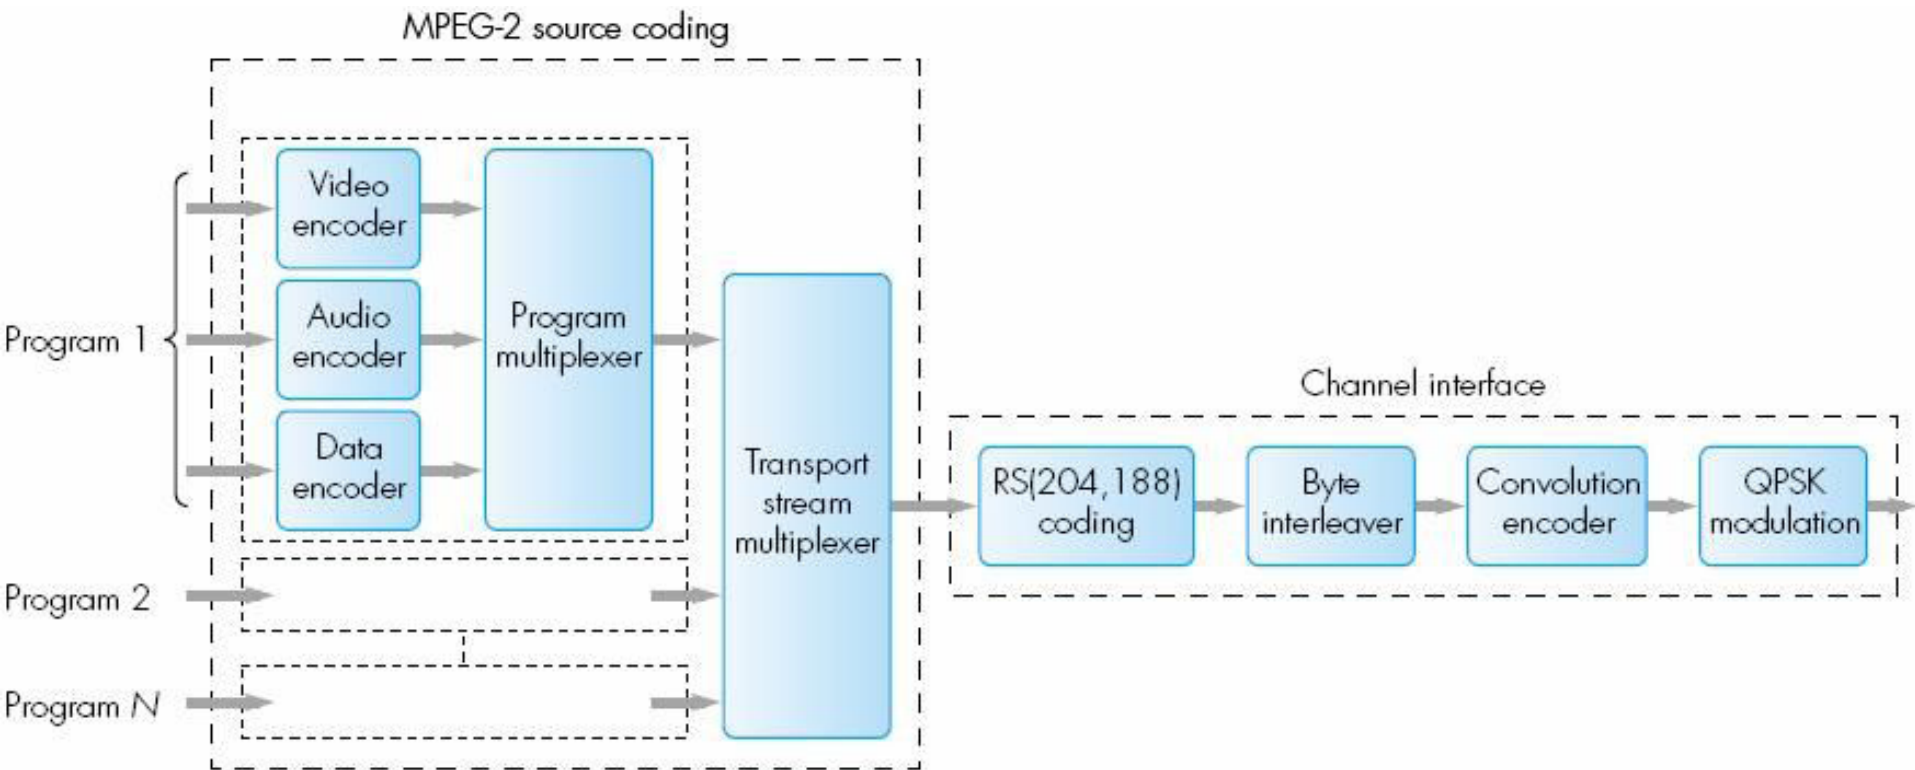 MPEG-2 source coding
Video
encoder
Audio
encoder
Data
encoder
Program
multiplexer
Program 1
Program 2
Program N
Transport
stream
multiplexer
Channel interface
RS(204,188)
coding
Byte
interleaver
Convolution
encoder
QPSK
modulation